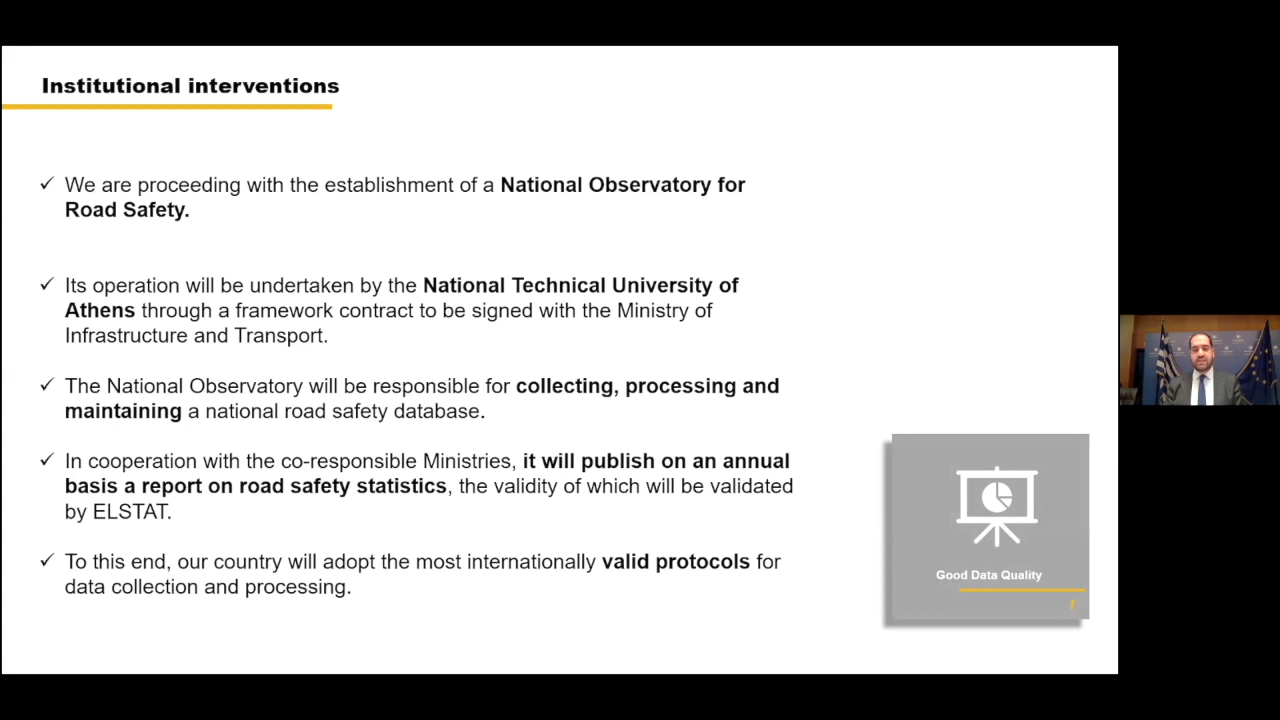 Institutional interventions
✓ We are proceeding with the establishment of a National Observatory for
Road Safety.
✓ Its operation will be undertaken by the National Technical University of
Athens through a framework contract to be signed with the Ministry of
Infrastructure and Transport.
✓ The National Observatory will be responsible for collecting, processing and
maintaining a national road safety database.
✓ In cooperation with the co-responsible Ministries, it will publish on an annual
basis a report on road safety statistics, the validity of which will be validated
by ELSTAT.
✓ To this end, our country will adopt the most internationally valid protocols for
data collection and processing.
Good Data Quality